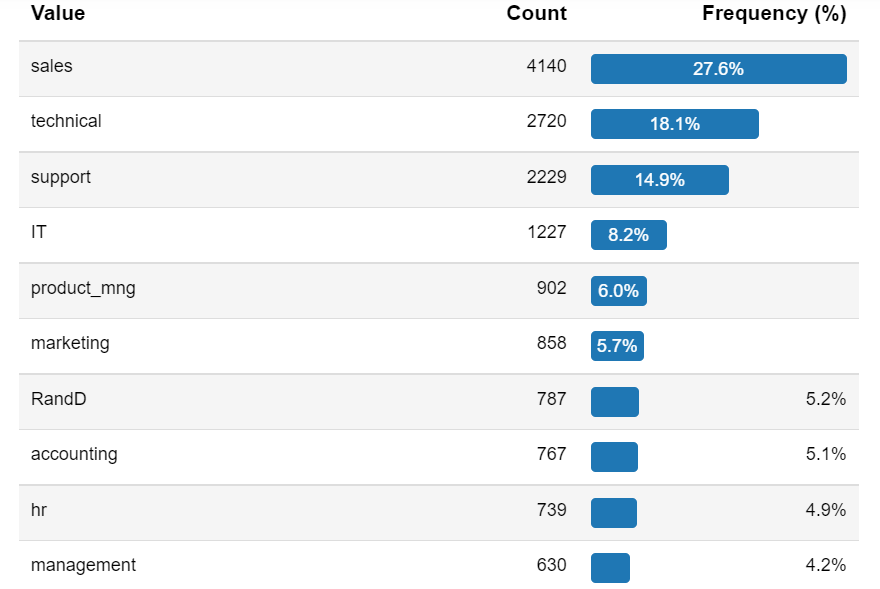 Value Count Frequency (%)
sales 4140 27.6%
technical 2720 18.1%
support 2229 14.9%
IT 1227 8.2%
product_mng 902 6.0%
marketing 858 5.7%
RandD 787 5.2%
accounting 767 5.1%
hr 739 4.9%
management 630 4.2%